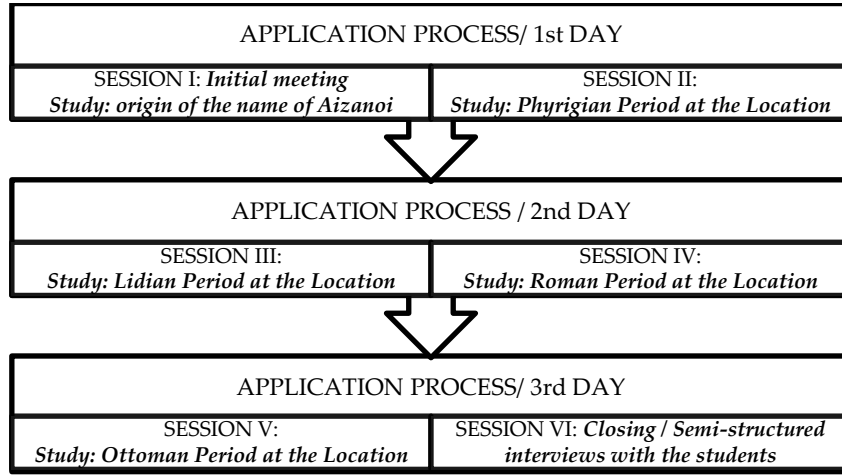 APPLICATION PROCESS/ 1st DAY
SESSION I: Initial meeting
Study: origin of the name of Aizanoi
SESSION II:
Study: Phyrigian Period at the Location
APPLICATION PROCESS / 2nd DAY
SESSION III:
Study: Lidian Period at the Location
SESSION IV:
Study: Roman Period at the Location
APPLICATION PROCESS/ 3rd DAY
SESSION V:
Study: Ottoman Period at the Location
SESSION VI: Closing / Semi-structured
interviews with the students